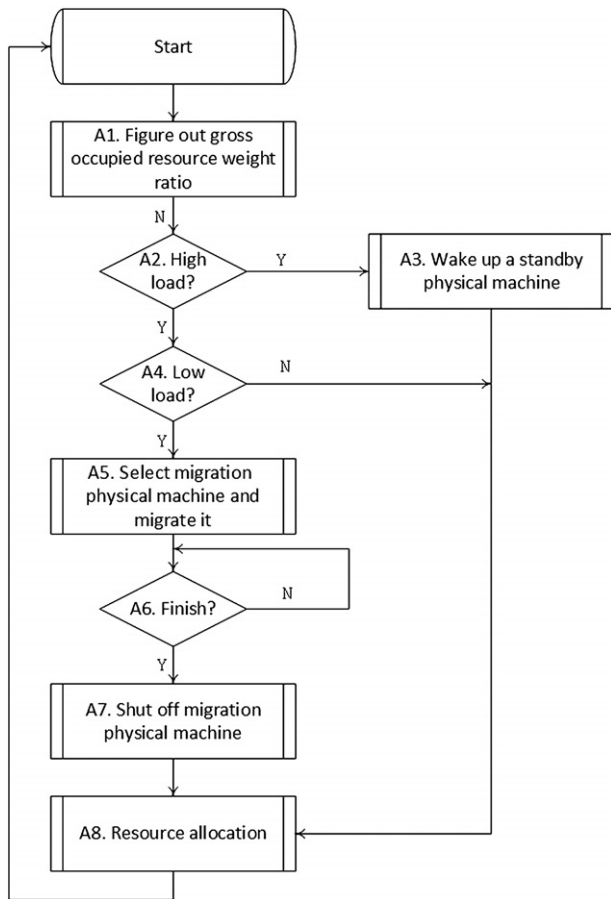 Start
A1. Figure out gross
occupied resource weight
ratio
N
A2. High
load?
Y
A3. Wake up a standby
physical machine
Y
A4. Low
load?
N
Y
A5. Select migration
physical machine and
migrate it
A6. Finish?
N
Y
A7. Shut off migration
physical machine
A8. Resource allocation